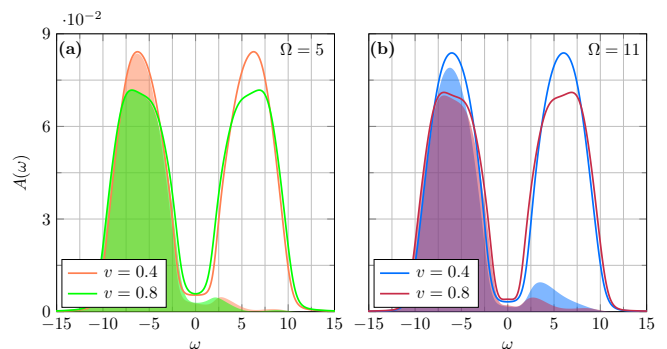 ·10⁻²
(a) Ω = 5
(b) Ω = 11
9
6
3
0
A(ω)
v = 0.4
v = 0.8
v = 0.4
v = 0.8
−15 −10 −5 0 5 10 15
−15 −10 −5 0 5 10 15
ω
ω